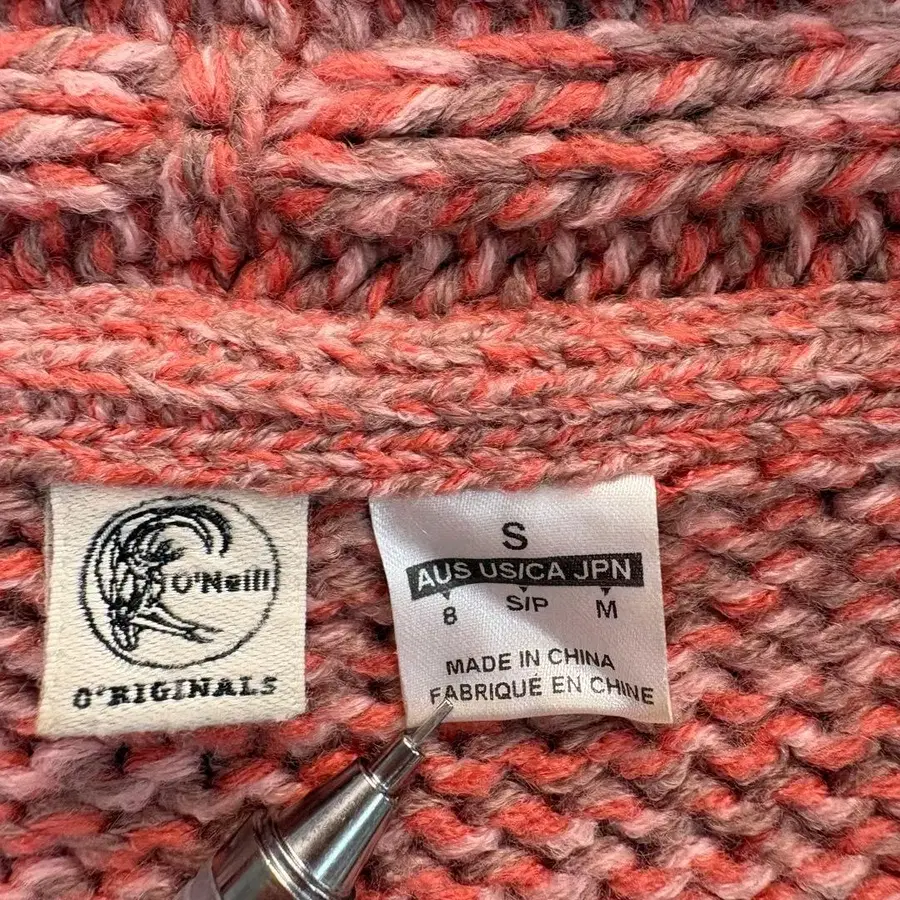 O'Neill
O'RIGINALS
S
AUS US/CA JPN
8 S/P M
MADE IN CHINA
FABRIQUÉ EN CHINE